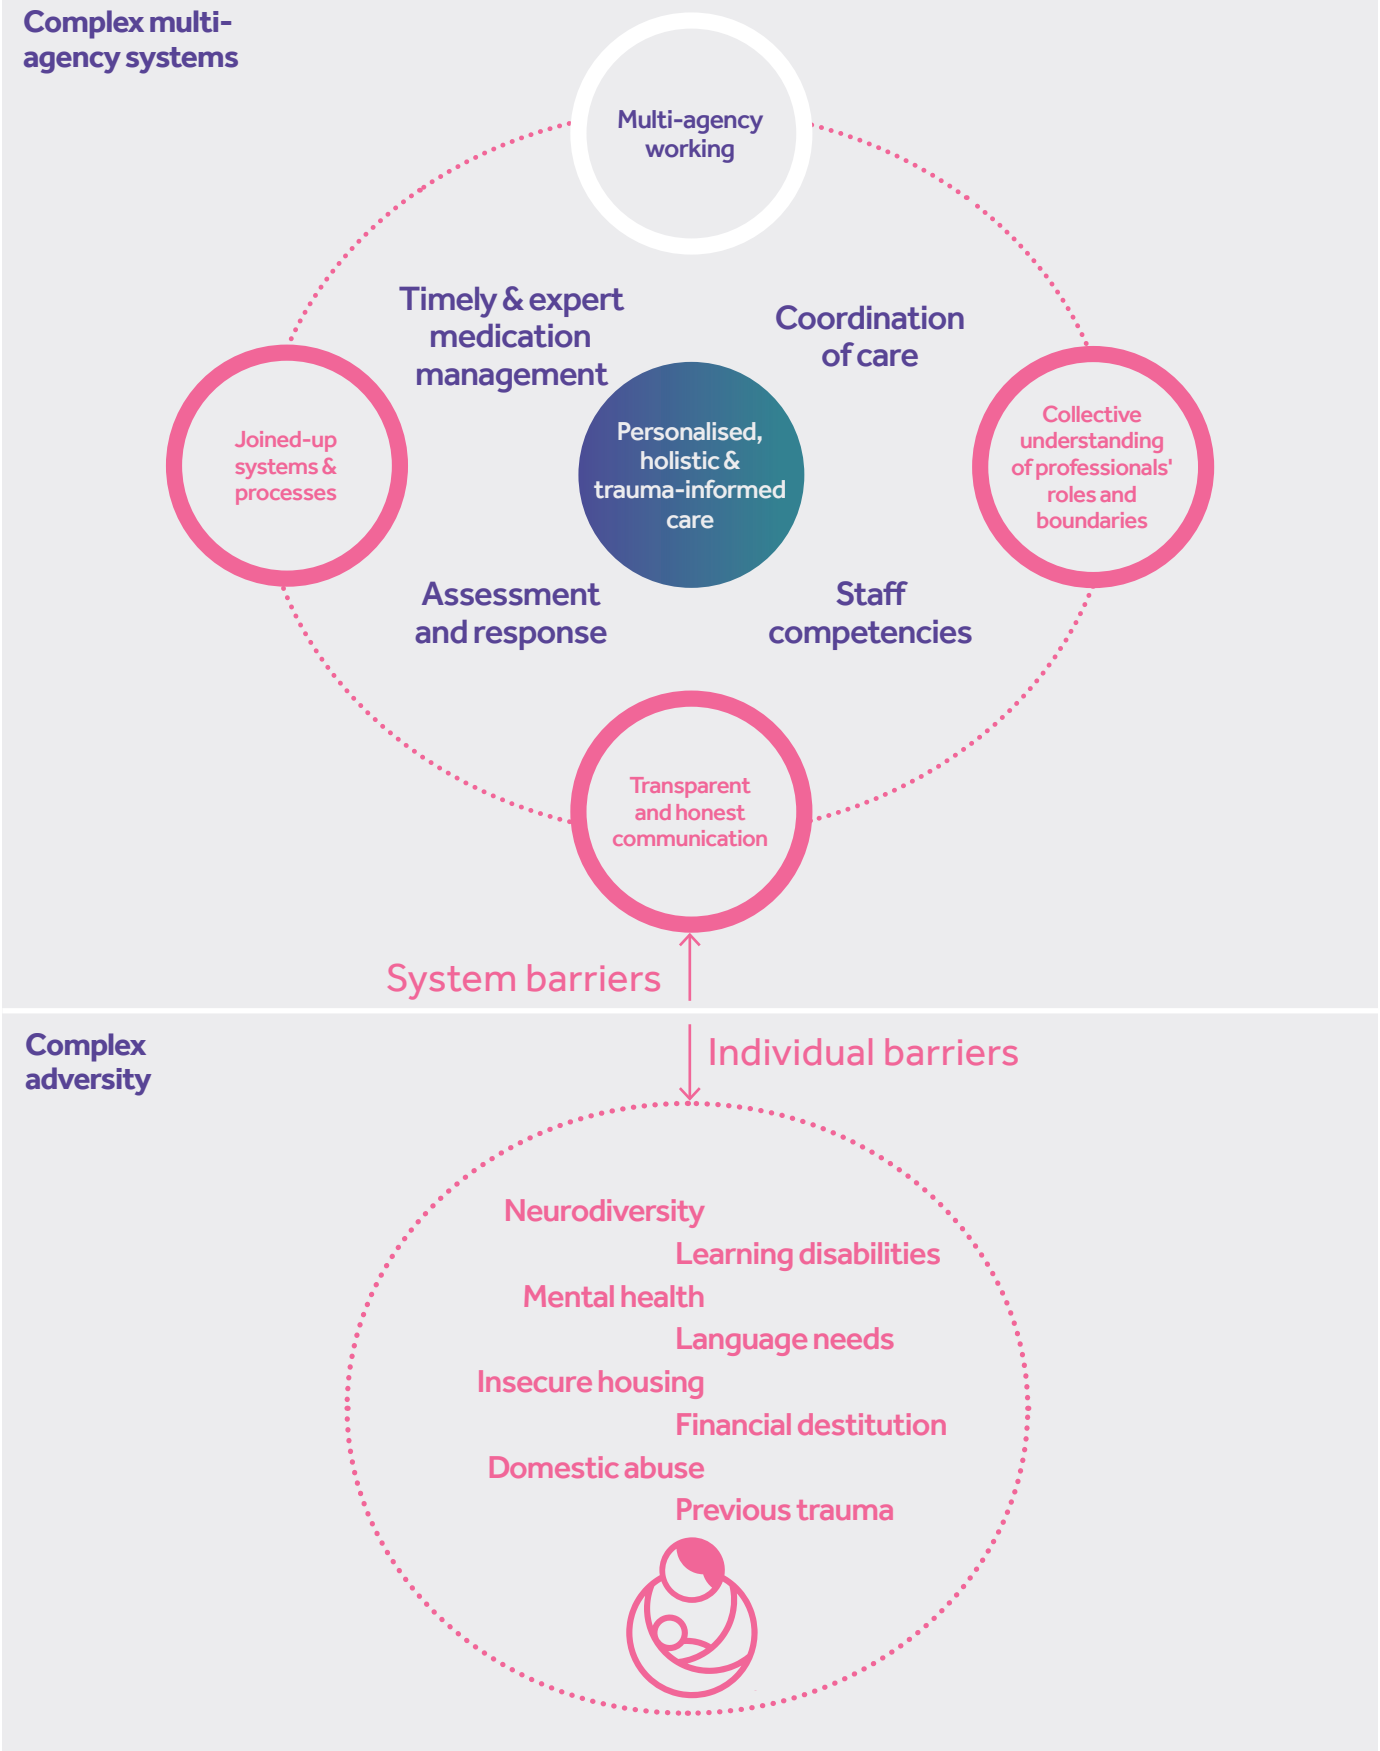 Complex multi-
agency systems
Multi-agency
working
Timely & expert
medication
management
Coordination
of care
Joined-up
systems &
processes
Personalised,
holistic &
trauma-informed
care
Collective
understanding
of professionals'
roles and
boundaries
Assessment
and response
Staff
competencies
Transparent
and honest
communication
System barriers
Complex
adversity
Individual barriers
Neurodiversity
Learning disabilities
Mental health
Language needs
Insecure housing
Financial destitution
Domestic abuse
Previous trauma